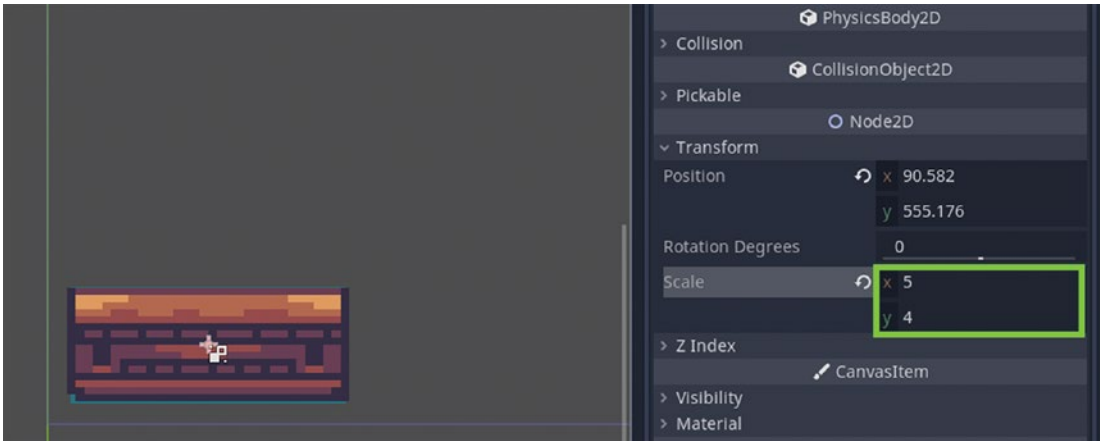 PhysicsBody2D
> Collision
CollisionObject2D
> Pickable
Node2D
Transform
Position x 90.582
y 555.176
Rotation Degrees 0
Scale x 5
y 4
> Z Index
CanvasItem
> Visibility
> Material